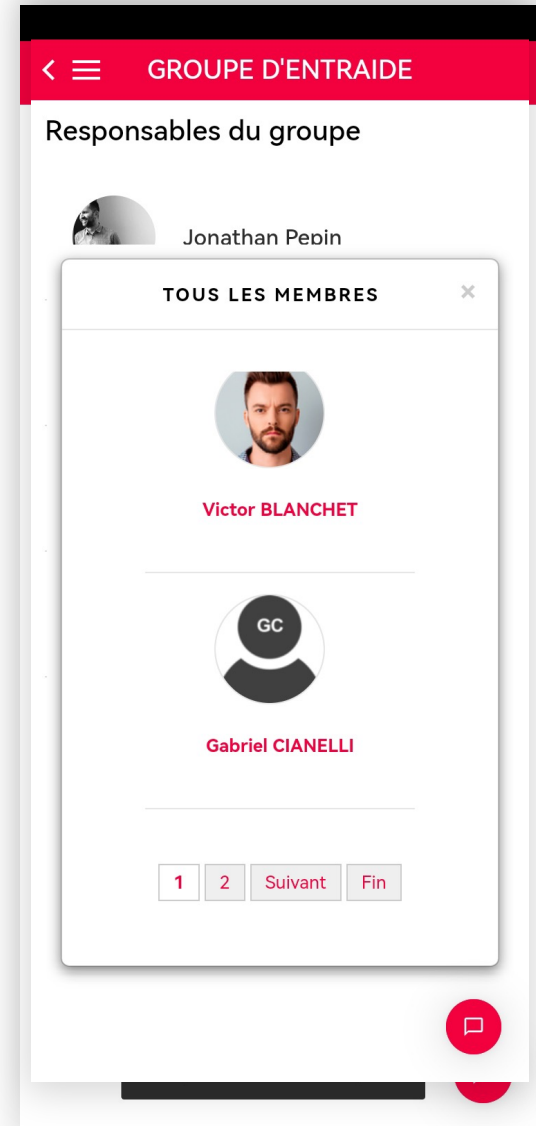 GROUPE D'ENTRAIDE
Responsables du groupe
Jonathan Pepin
TOUS LES MEMBRES ×
Victor BLANCHET
GC
Gabriel CIANELLI
1 2 Suivant Fin